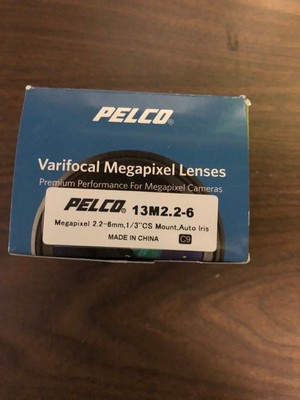 PELCO®
Varifocal Megapixel Lenses
Premium Performance For Megapixel Cameras
PELCO® 13M2.2-6
Megapixel 2.2-6mm,1/3"CS Mount,Auto Iris
MADE IN CHINA C9